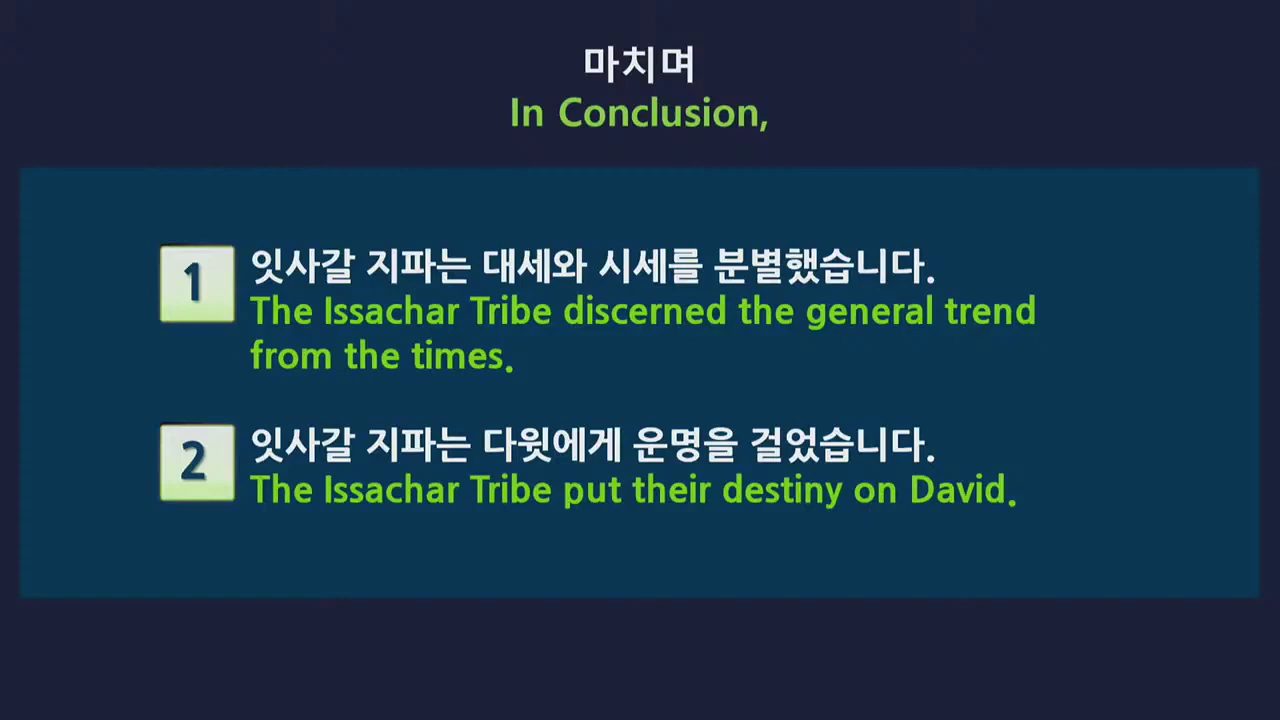 마치며
In Conclusion,
1
잇사갈 지파는 대세와 시세를 분별했습니다.
The Issachar Tribe discerned the general trend
from the times.
2
잇사갈 지파는 다윗에게 운명을 걸었습니다.
The Issachar Tribe put their destiny on David.